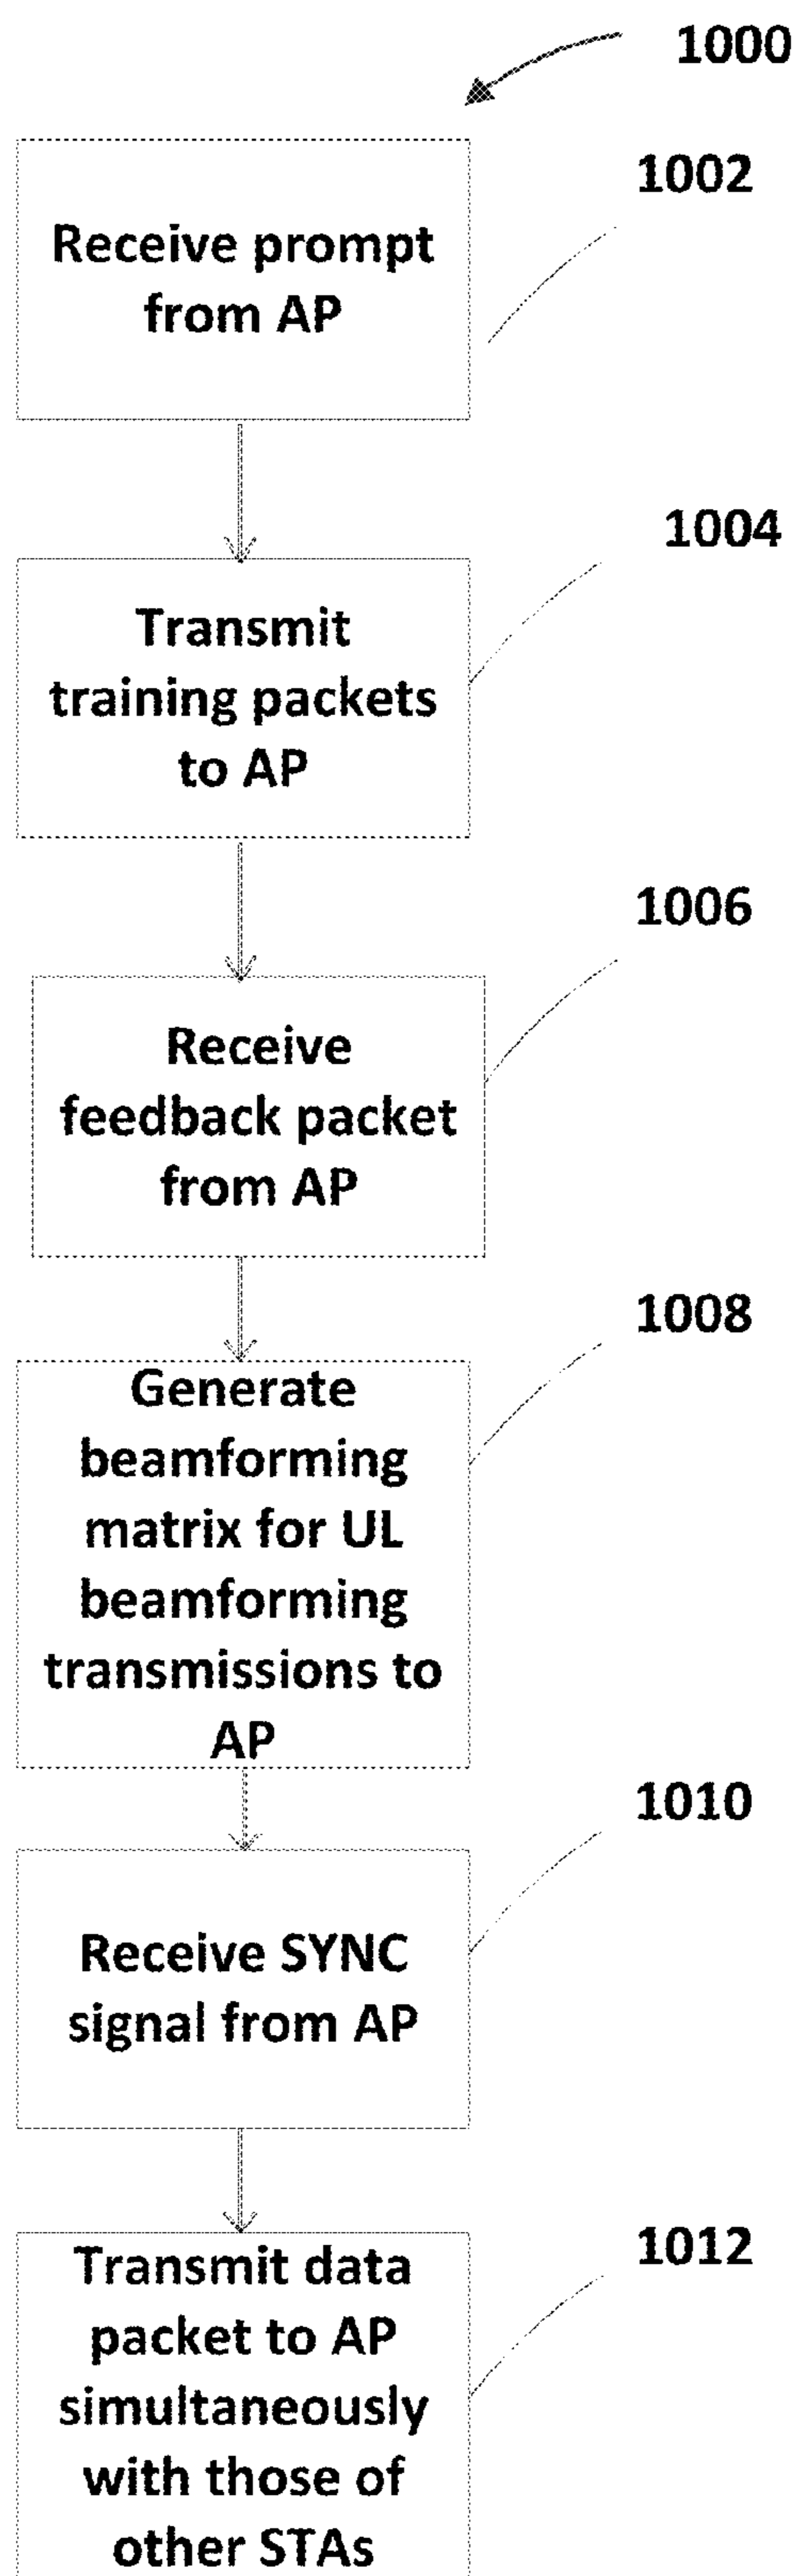 1000
1002
Receive prompt
from AP
1004
Transmit
training packets
to AP
1006
Receive
feedback packet
from AP
1008
Generate
beamforming
matrix for UL
beamforming
transmissions to
AP
1010
Receive SYNC
signal from AP
1012
Transmit data
packet to AP
simultaneously
with those of
other STAs